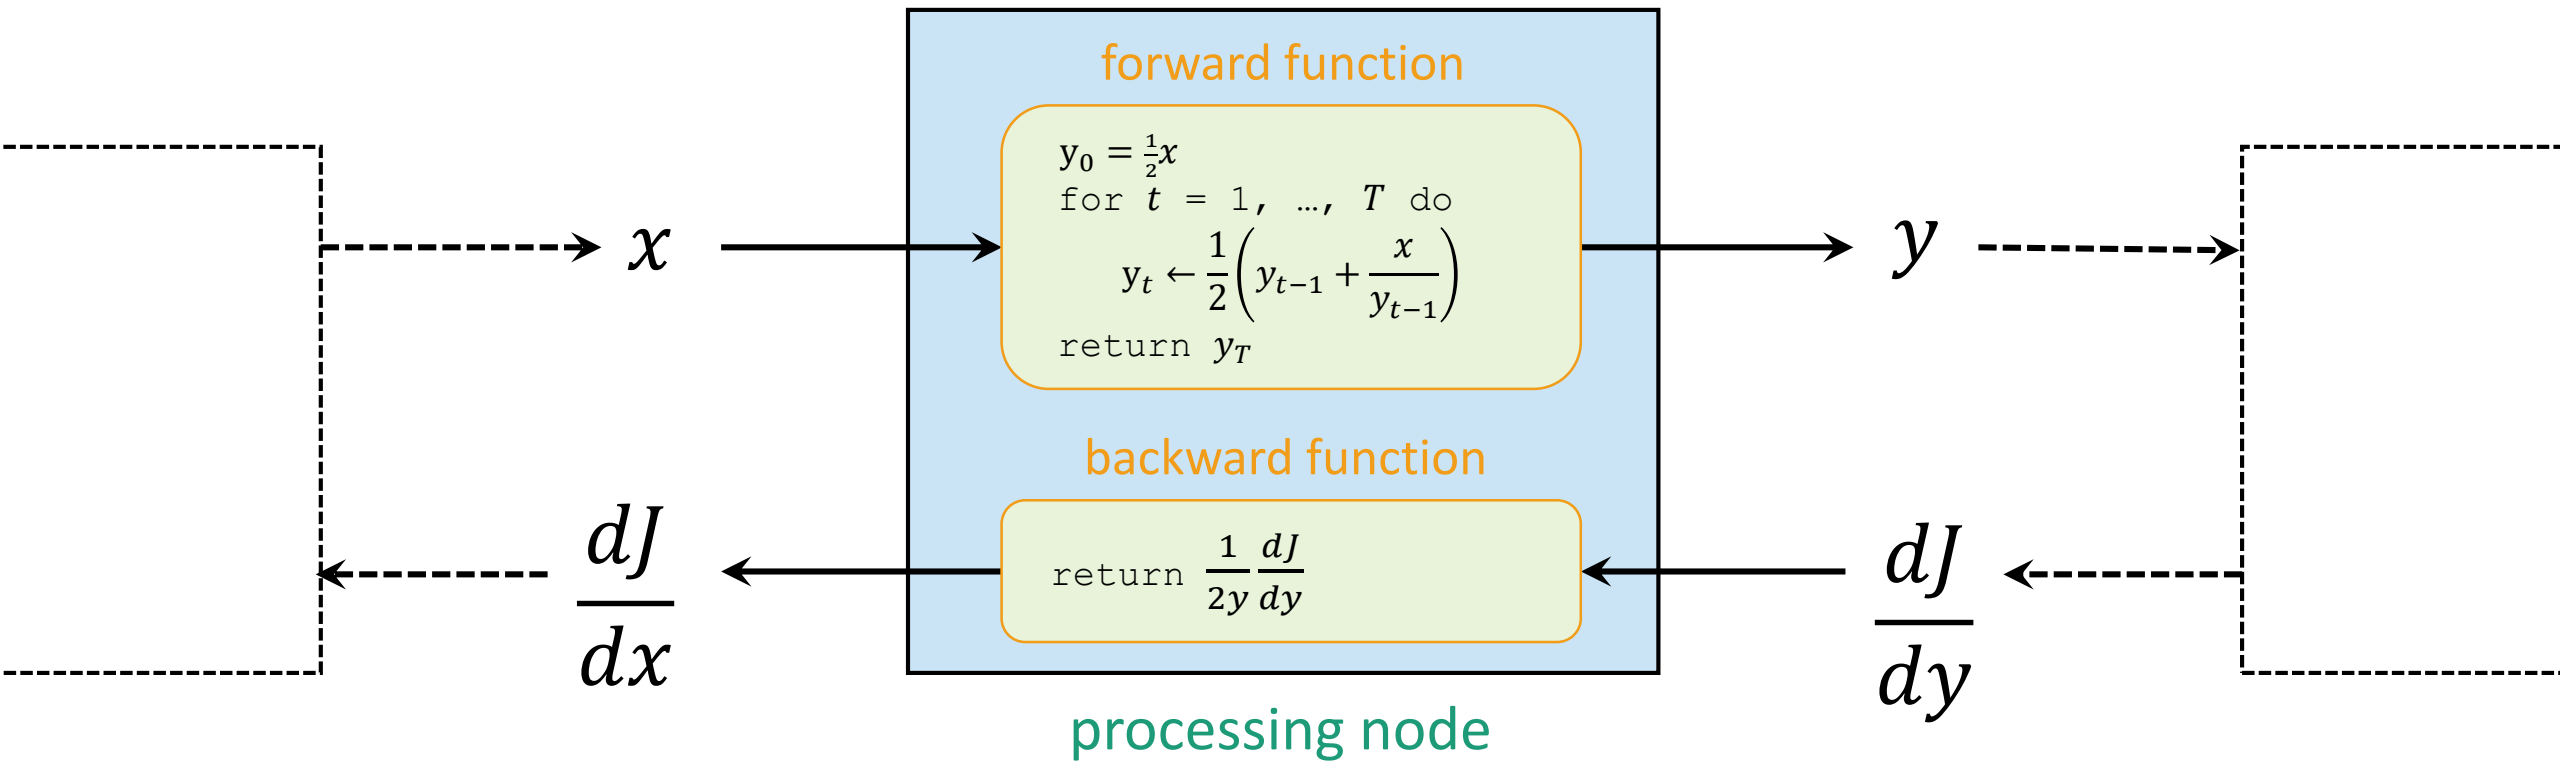 forward function
y₀ = ½x
for t = 1, …, T do
yₜ ← 1/2 (yₜ₋₁ + x/yₜ₋₁)
return y_T
x
y
backward function
return 1/2y dJ/dy
dJ/dx
dJ/dy
processing node